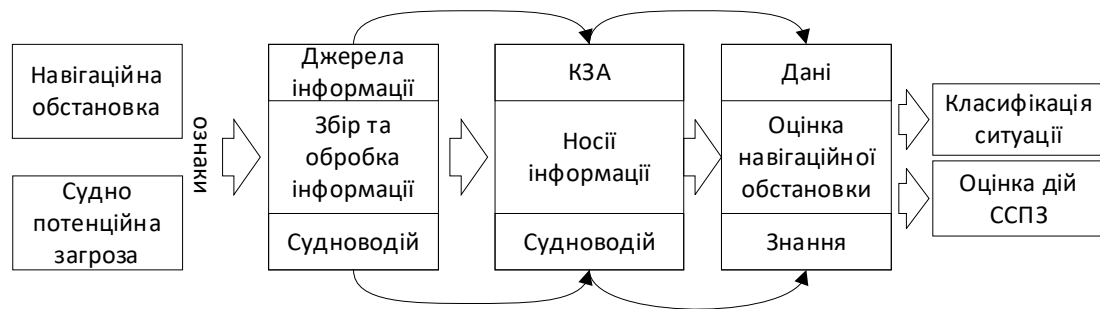 Навігаційна
обстановка
Судно
потенційна
загроза
ознаки
Джерела
інформації
Збір та
обробка
інформації
Судноводій
КЗА
Носії
інформації
Судноводій
Дані
Оцінка
навігаційної
обстановки
Знання
Класифікація
ситуації
Оцінка дій
ССПЗ